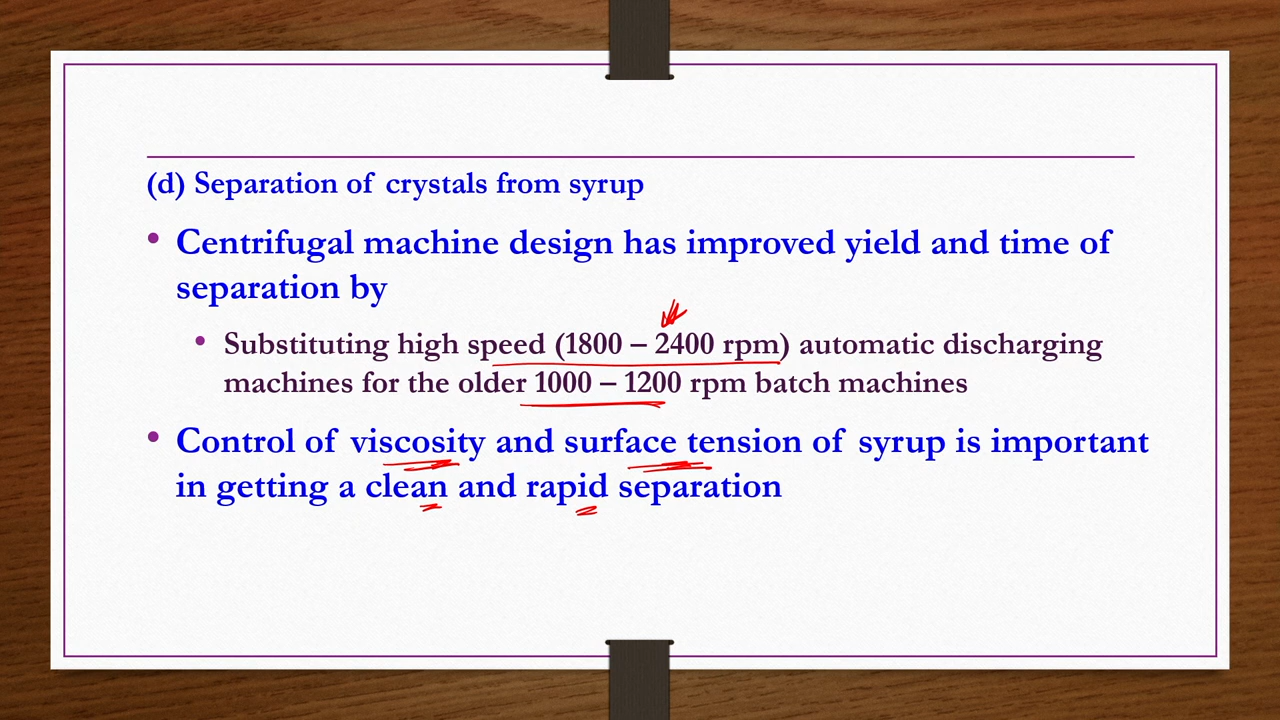 (d) Separation of crystals from syrup
• Centrifugal machine design has improved yield and time of
separation by
• Substituting high speed (1800 – 2400 rpm) automatic discharging
machines for the older 1000 – 1200 rpm batch machines
• Control of viscosity and surface tension of syrup is important
in getting a clean and rapid separation